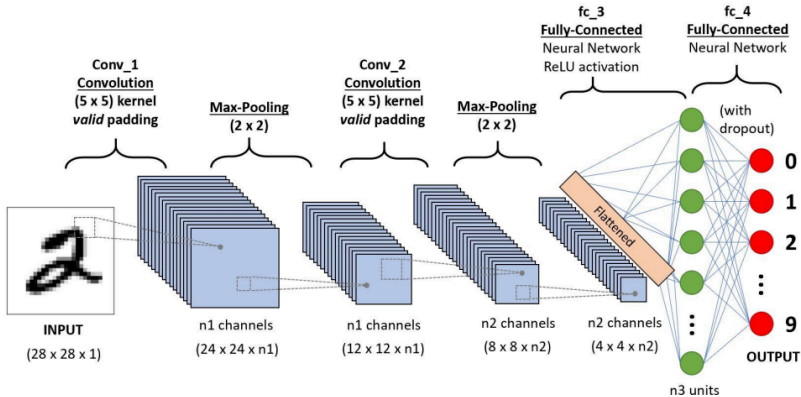 Conv_1
Convolution
(5 x 5) kernel
valid padding
Max-Pooling
(2 x 2)
Conv_2
Convolution
(5 x 5) kernel
valid padding
Max-Pooling
(2 x 2)
fc_3
Fully-Connected
Neural Network
ReLU activation
fc_4
Fully-Connected
Neural Network
(with
dropout)
INPUT
(28 x 28 x 1)
n1 channels
(24 x 24 x n1)
n1 channels
(12 x 12 x n1)
n2 channels
(8 x 8 x n2)
n2 channels
(4 x 4 x n2)
Flattened
n3 units
0
1
2
9
OUTPUT
2